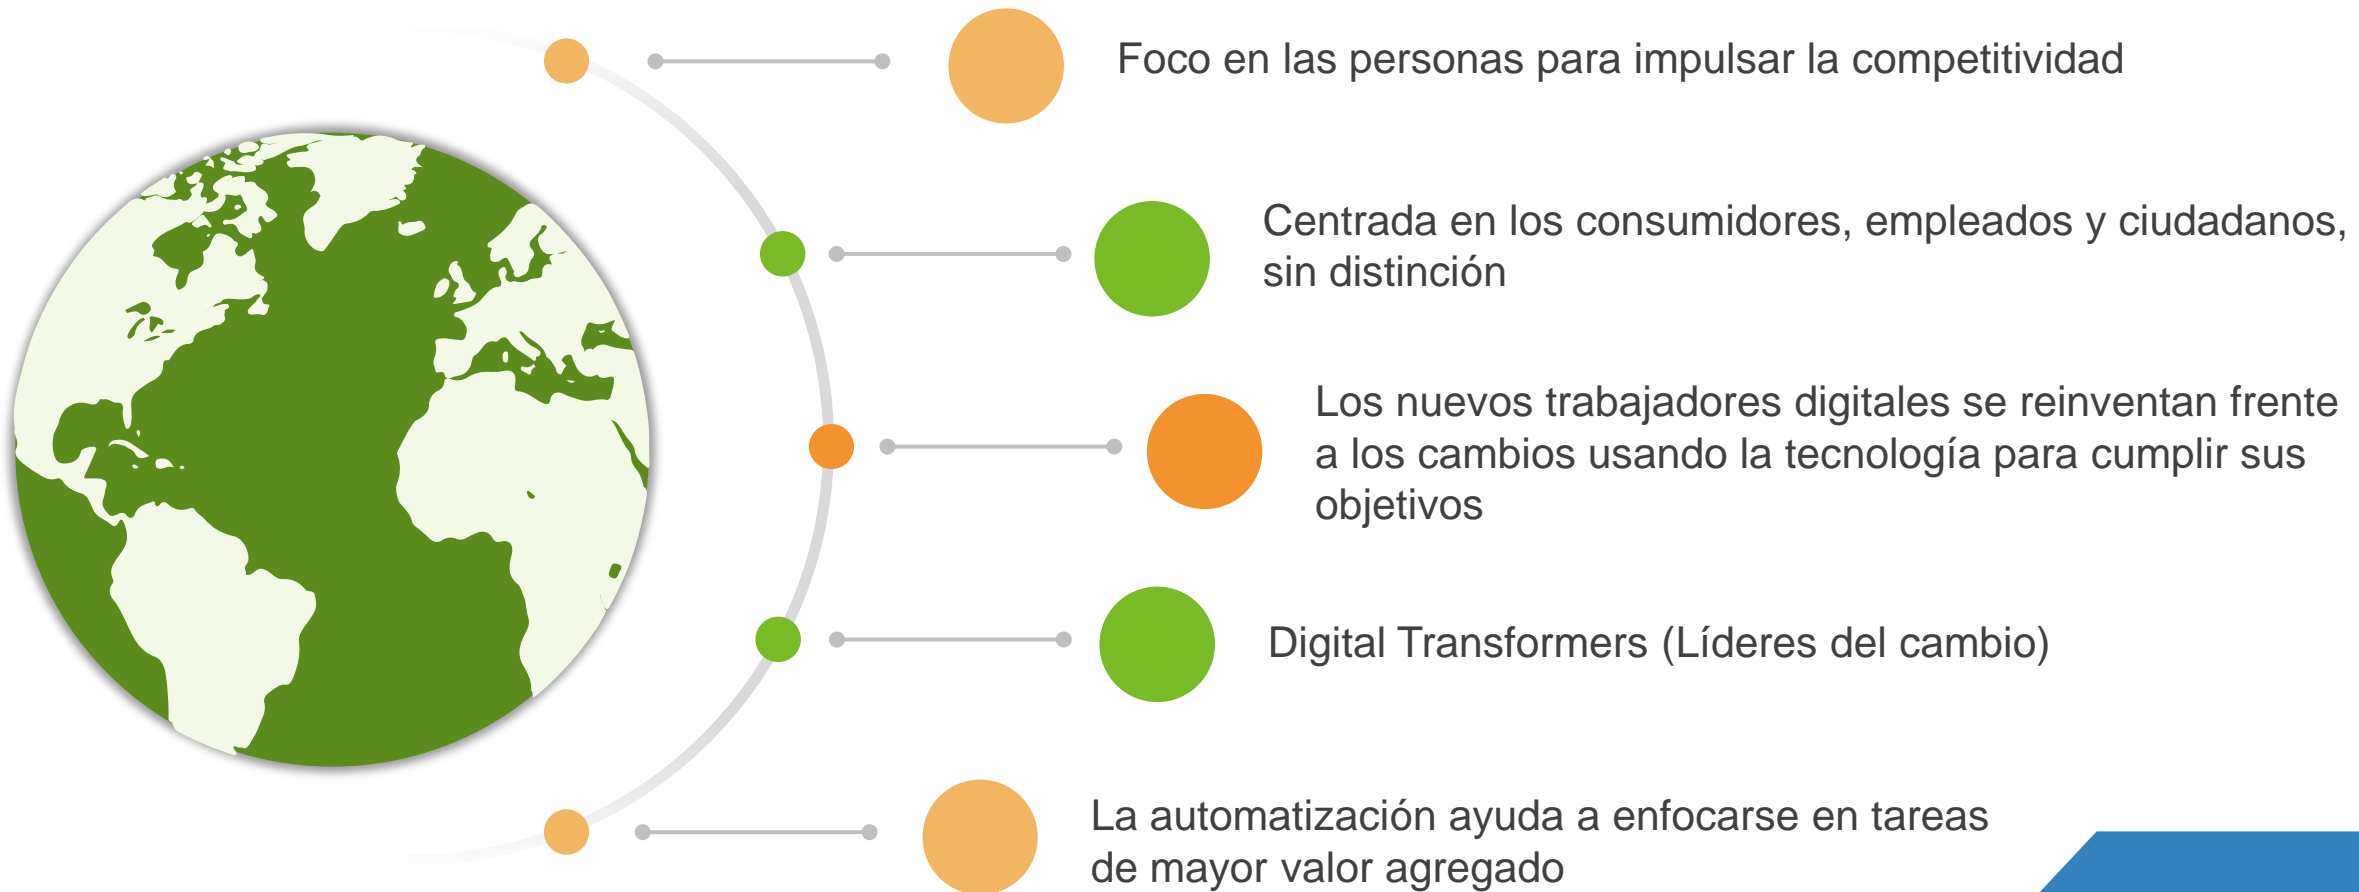 Foco en las personas para impulsar la competitividad
Centrada en los consumidores, empleados y ciudadanos,
sin distinción
Los nuevos trabajadores digitales se reinventan frente
a los cambios usando la tecnología para cumplir sus
objetivos
Digital Transformers (Líderes del cambio)
La automatización ayuda a enfocarse en tareas
de mayor valor agregado